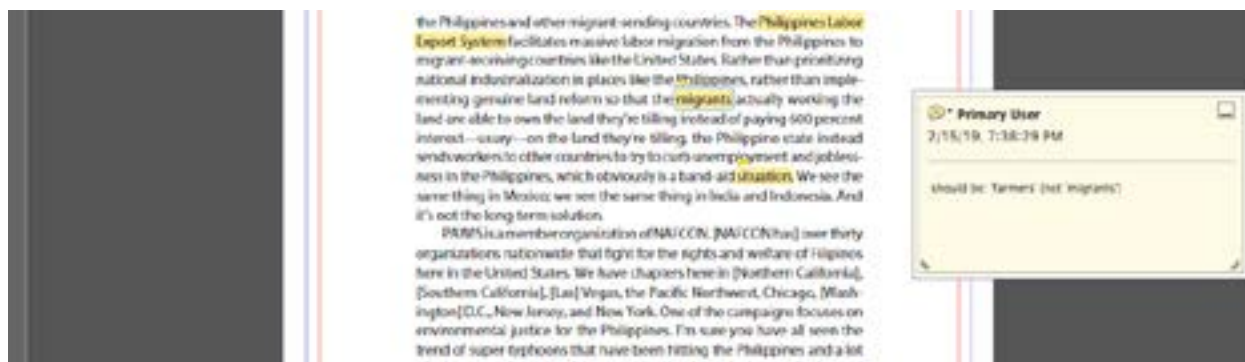 the Philippines and other migrant-sending countries. The Philippines Labor
Export System facilitates massive labor migration from the Philippines to
migrant-receiving countries like the United States. Rather than prioritizing
national industrialization in places like the Philippines, rather than imple-
menting genuine land reform so that the migrants actually working the
land are able to own the land they're tilling instead of paying 600 percent
interest—usury—on the land they're tilling, the Philippine state instead
sends workers to other countries to try to curb unemployment and jobless-
ness in the Philippines, which obviously is a band-aid situation. We see the
same thing in Mexico; we see the same thing in India and Indonesia. And
it's not the long-term solution.
PAWIS is a member organization of NAFCON. [NAFCON has] over thirty
organizations nationwide that fight for the rights and welfare of Filipinos
here in the United States. We have chapters here in [Northern California],
[Southern California], [Las] Vegas, the Pacific Northwest, Chicago, [Wash-
ington] D.C., New Jersey, and New York. One of the campaigns focuses on
environmental justice for the Philippines. I'm sure you have all seen the
trend of super typhoons that have been hitting the Philippines and a lot
* Primary User
2/15/19, 7:38:29 PM
should be "farmers" (not "migrants")